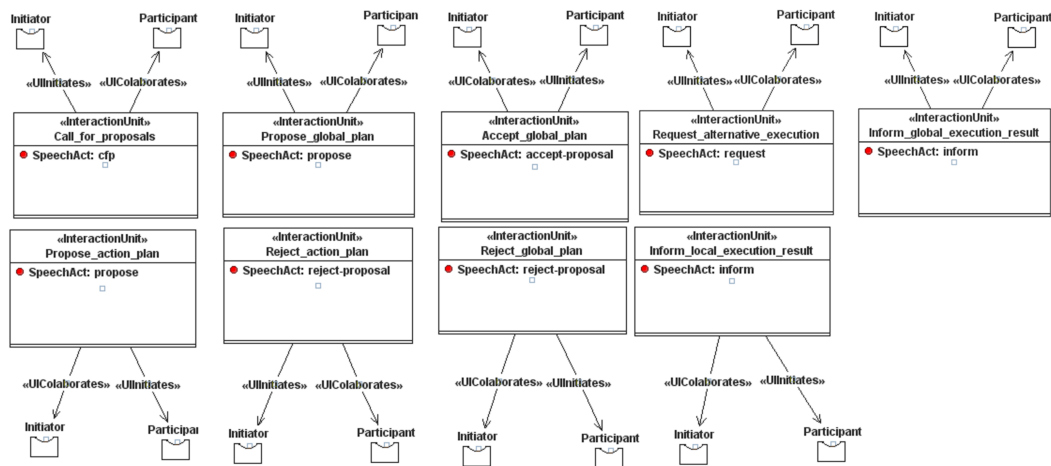 Initiator
Participant
«UIInitiates» «UIColaborates»
«InteractionUnit»
Call_for_proposals
SpeechAct: cfp
Initiator
Participan
«UIInitiates» «UIColaborates»
«InteractionUnit»
Propose_global_plan
SpeechAct: propose
Initiator
Participant
«UIInitiates» «UIColaborates»
«InteractionUnit»
Accept_global_plan
SpeechAct: accept-proposal
Initiator
Participant
«UIInitiates» «UIColaborates»
«InteractionUnit»
Request_alternative_execution
SpeechAct: request
Initiator
Participant
«UIInitiates» «UIColaborates»
«InteractionUnit»
Inform_global_execution_result
SpeechAct: inform
«InteractionUnit»
Propose_action_plan
SpeechAct: propose
«UIColaborates» «UIInitiates»
Initiator
Participa
«InteractionUnit»
Reject_action_plan
SpeechAct: reject-proposal
«UIInitiates» «UIColaborates»
Initiator
Participant
«InteractionUnit»
Reject_global_plan
SpeechAct: reject-proposal
«UIColaborates» «UIInitiates»
Initiator
Participant
«InteractionUnit»
Inform_local_execution_result
SpeechAct: inform
«UIColaborates» «UIInitiates»
Initiator
Participant